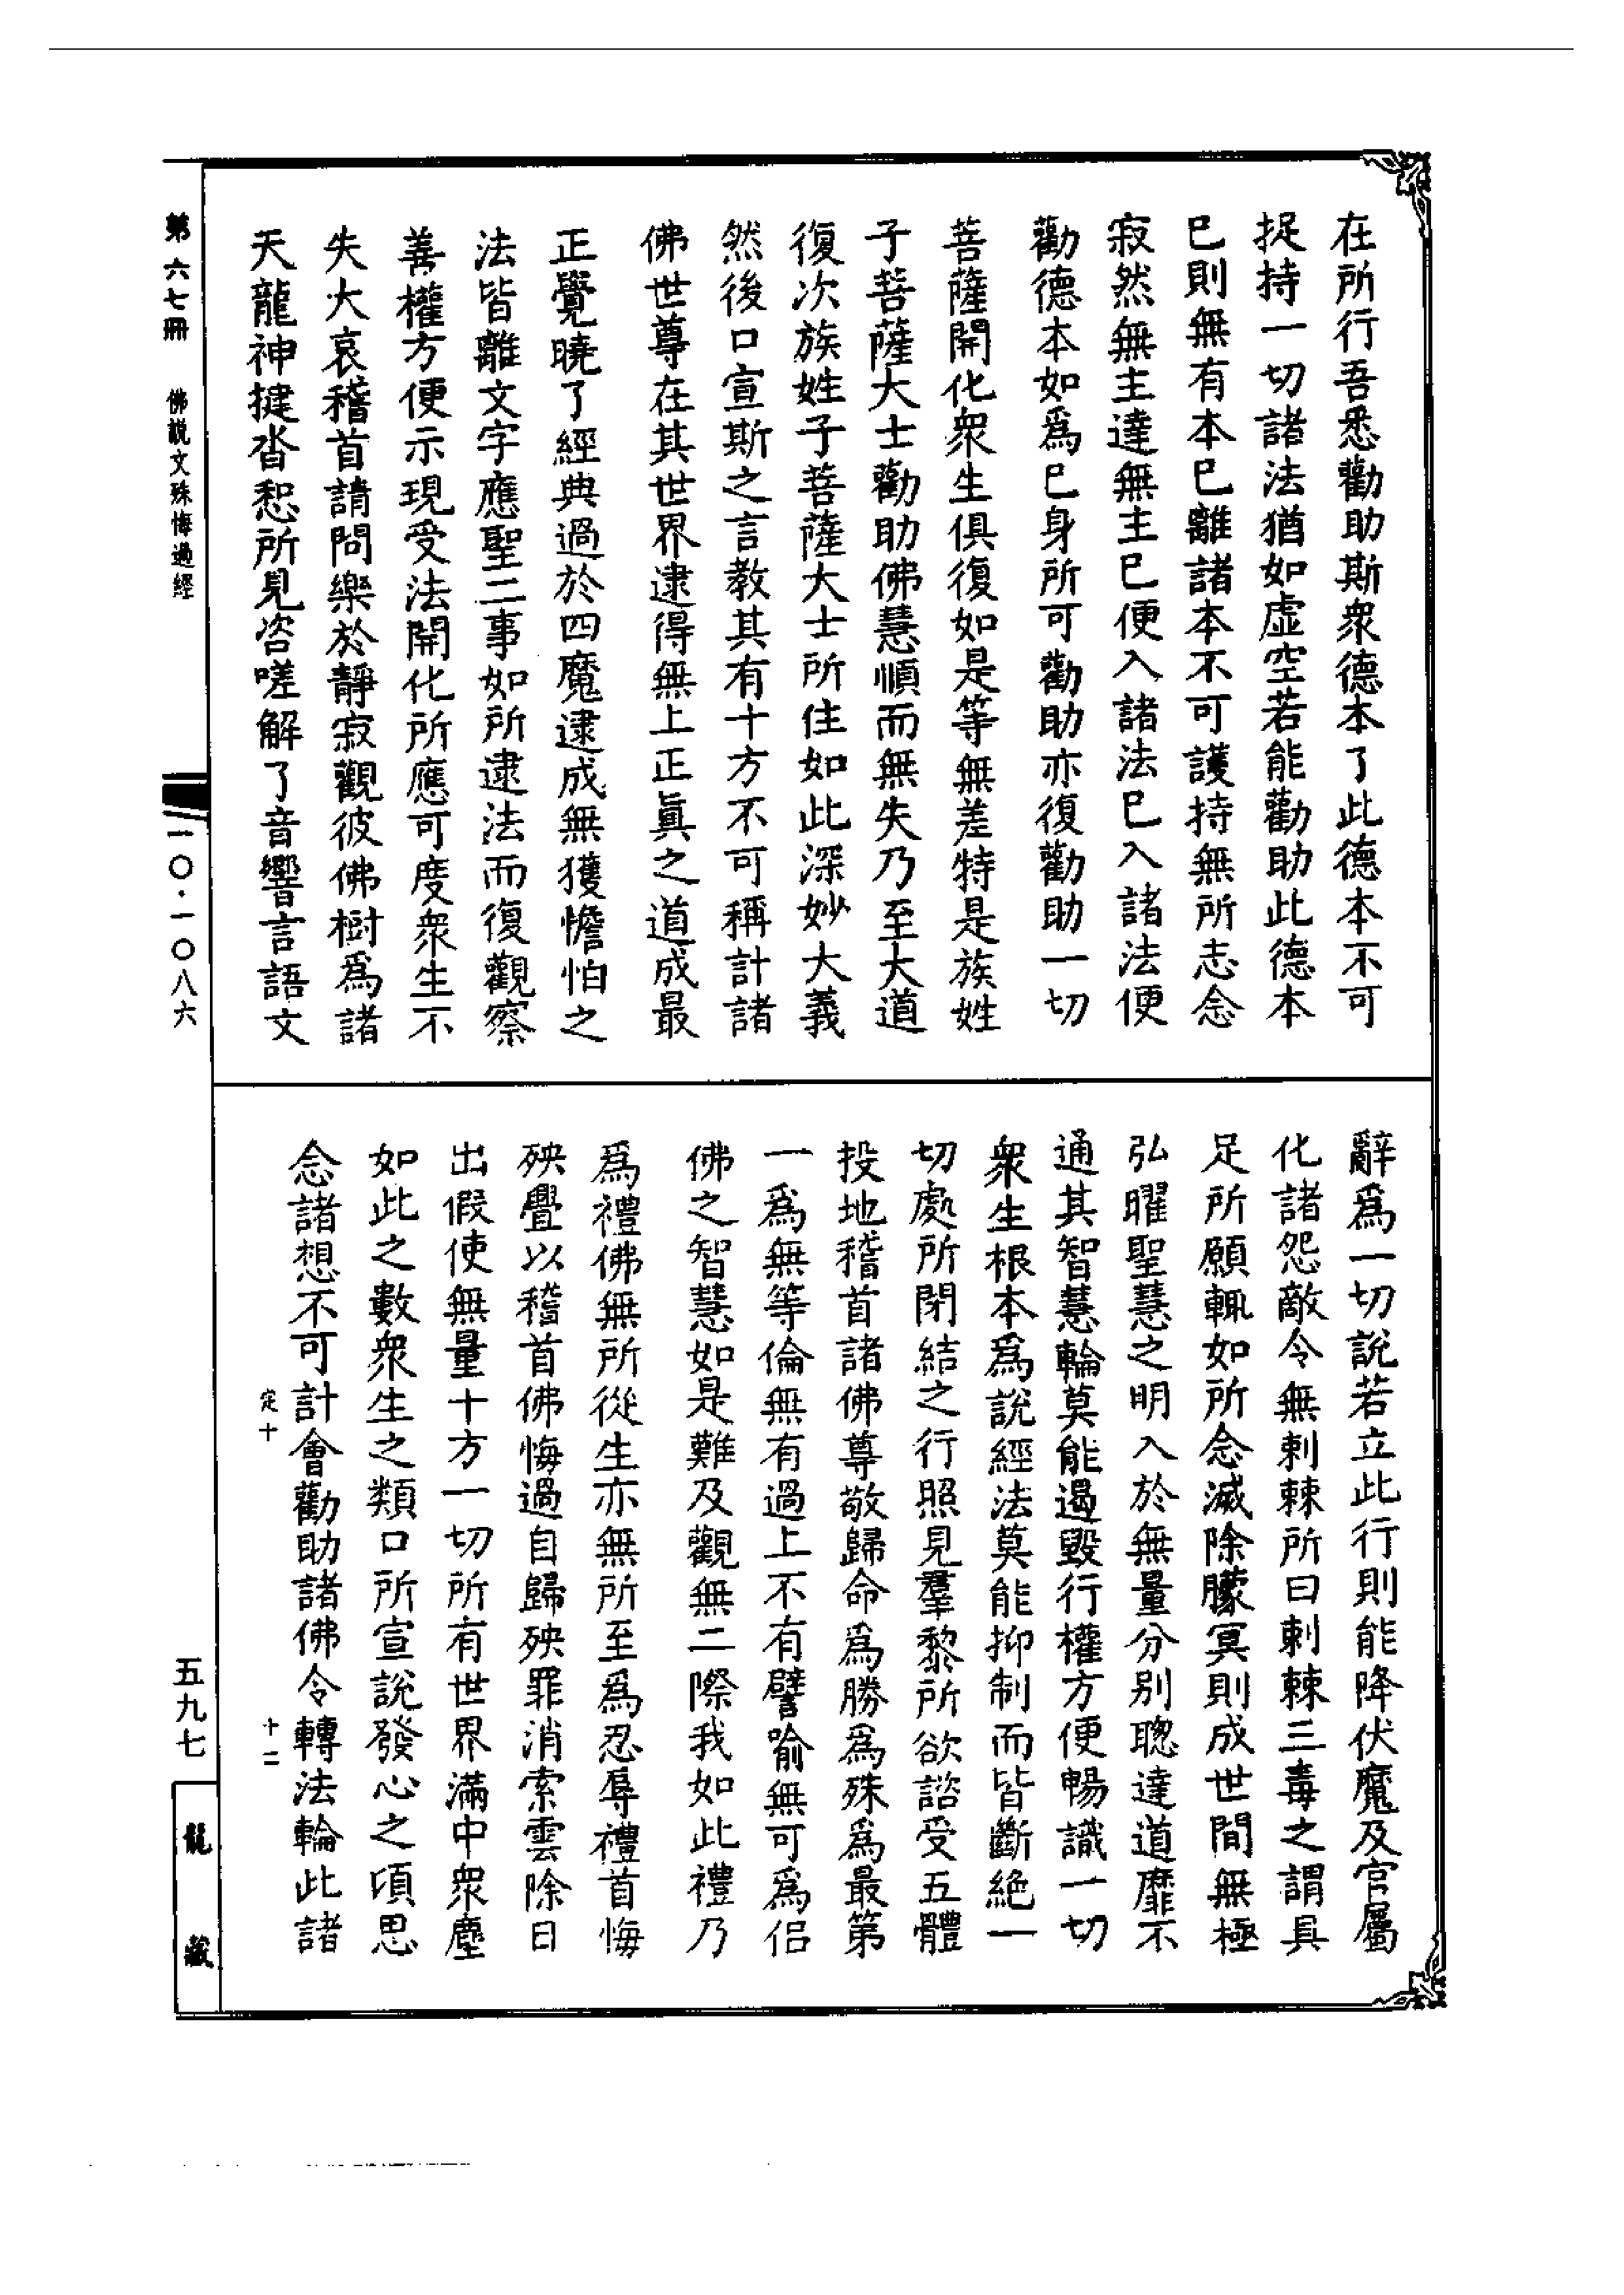 在所行吾悉勸助斯衆德本了此德本不可
捉持一切諸法猶如虛空若能勸助此德本
已則無有本已離諸本不可護持無所志念
寂然無主達無主已便入諸法已入諸法便
勸德本如爲已身所可勸助亦復勸助一切
菩薩開化衆生俱復如是等無差特是族姓
子菩薩大士勸助佛慧順而無失乃至大道
復次族姓子菩薩大士所住如此深妙大義
然後口宣斯之言教其有十方不可稱計諸
佛世尊在其世界逮得無上正眞之道成最
正覺曉了經典過於四魔逮成無獲憺怕之
法皆離文字應聖二事如所逮法而復觀察
善權方便示現受法開化所應可度衆生不
失大哀稽首請問樂於靜寂觀彼佛樹爲諸
天龍神揵沓惒所見咨嗟解了音響言語文
辭爲一切說若立此行則能降伏魔及官屬
化諸怨敵令無刺棘所曰刺棘三毒之謂具
足所願輒如所念滅除朦冥則成世間無極
弘曜聖慧之明入於無量分別聰達道靡不
通其智慧輪莫能遏毀行權方便暢識一切
衆生根本爲說經法莫能抑制而皆斷絶一
切處所閉結之行照見羣黎所欲諮受五體
投地稽首諸佛尊敬歸命爲勝爲殊爲最第
一爲無等倫無有過上不有譬喻無可爲侣
佛之智慧如是難及觀無二際我如此禮乃
爲禮佛無所從生亦無所至爲忍辱禮首悔
殃舋以稽首佛悔過自歸殃罪消索雲除日
出假使無量十方一切所有世界滿中衆塵
如此之數衆生之類口所宣說發心之頃思
念諸想不可計會勸助諸佛令轉法輪此諸
定十
十二
第六七冊
佛説文殊悔過經
一〇·一〇八六
五九七
龍藏